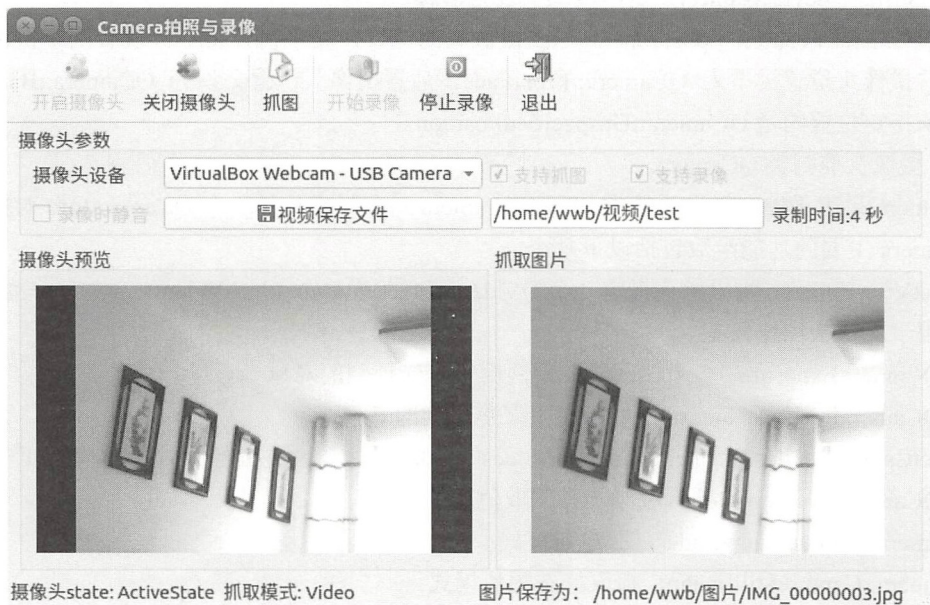 Camera拍照与录像
开启摄像头 关闭摄像头 抓图 开始录像 停止录像 退出
摄像头参数
摄像头设备 VirtualBox Webcam - USB Camera 支持抓图 支持录像
录像时静音 视频保存文件 /home/wwb/视频/test 录制时间:4 秒
摄像头预览 抓取图片
摄像头state: ActiveState 抓取模式: Video 图片保存为: /home/wwb/图片/IMG_00000003.jpg